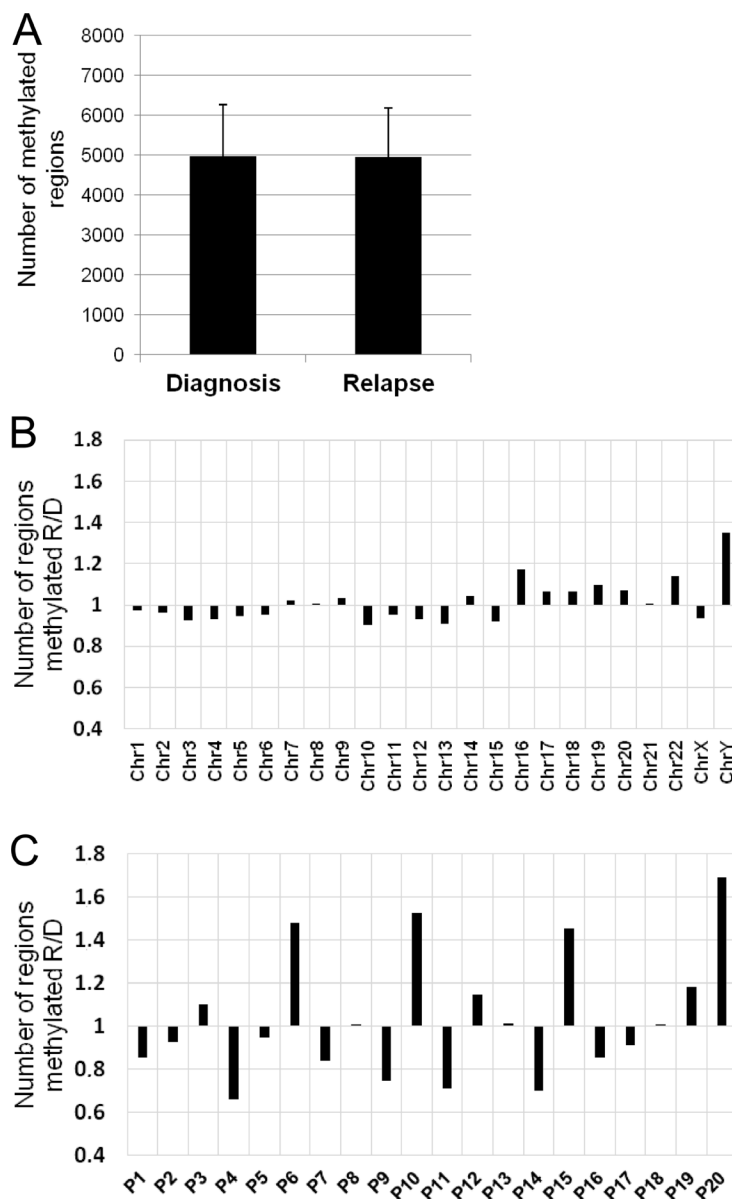 A
Number of methylated
regions
8000
7000
6000
5000
4000
3000
2000
1000
0
Diagnosis Relapse
B
Number of regions
methylated R/D
1.8
1.6
1.4
1.2
1
0.8
0.6
0.4
Chr1 Chr2 Chr3 Chr4 Chr5 Chr6 Chr7 Chr8 Chr9 Chr10 Chr11 Chr12 Chr13 Chr14 Chr15 Chr16 Chr17 Chr18 Chr19 Chr20 Chr21 Chr22 ChrX ChrY
C
Number of regions
methylated R/D
1.8
1.6
1.4
1.2
1
0.8
0.6
0.4
P1 P2 P3 P4 P5 P6 P7 P8 P9 P10 P11 P12 P13 P14 P15 P16 P17 P18 P19 P20